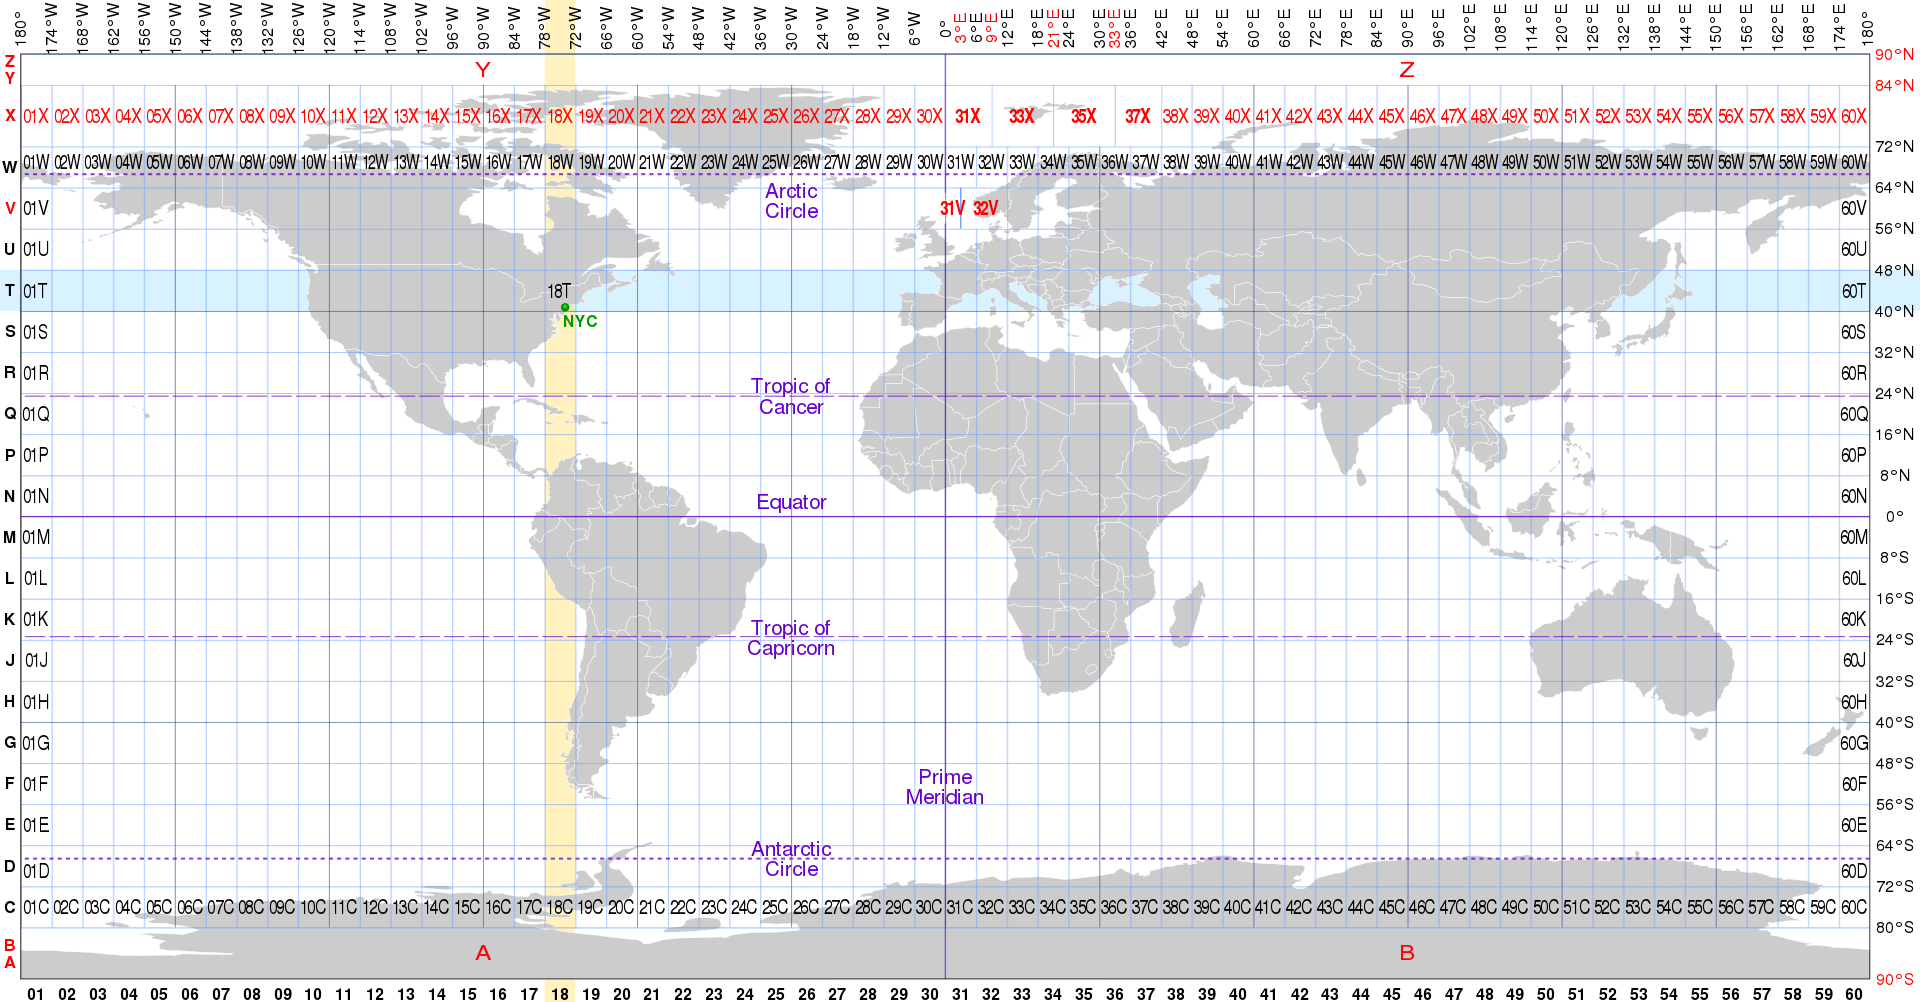 180° 174°W 168°W 162°W 156°W 150°W 144°W 138°W 132°W 126°W 120°W 114°W 108°W 102°W 96°W 90°W 84°W 78°W 72°W 66°W 60°W 54°W 48°W 42°W 36°W 30°W 24°W 18°W 12°W 6°W 0° 3°E 6°E 9°E 12°E 18°E 21°E 24°E 30°E 33°E 36°E 42°E 48°E 54°E 60°E 66°E 72°E 78°E 84°E 90°E 96°E 102°E 108°E 114°E 120°E 126°E 132°E 138°E 144°E 150°E 156°E 162°E 168°E 174°E 180°
90°N
Z
Y Y Z
84°N
X 01X 02X 03X 04X 05X 06X 07X 08X 09X 10X 11X 12X 13X 14X 15X 16X 17X 18X 19X 20X 21X 22X 23X 24X 25X 26X 27X 28X 29X 30X 31X 33X 35X 37X 38X 39X 40X 41X 42X 43X 44X 45X 46X 47X 48X 49X 50X 51X 52X 53X 54X 55X 56X 57X 58X 59X 60X
72°N
W 01W 02W 03W 04W 05W 06W 07W 08W 09W 10W 11W 12W 13W 14W 15W 16W 17W 18W 19W 20W 21W 22W 23W 24W 25W 26W 27W 28W 29W 30W 31W 32W 33W 34W 35W 36W 37W 38W 39W 40W 41W 42W 43W 44W 45W 46W 47W 48W 49W 50W 51W 52W 53W 54W 55W 56W 57W 58W 59W 60W
Arctic
Circle
64°N
V 01V 31V 32V 60V
56°N
U 01U 60U
48°N
T 01T 18T 60T
40°N
NYC
S 01S 60S
32°N
R 01R 60R
Tropic of
Cancer
24°N
Q 01Q 60Q
16°N
P 01P 60P
8°N
N 01N 60N
Equator
0°
M 01M 60M
8°S
L 01L 60L
16°S
K 01K 60K
Tropic of
Capricorn
24°S
J 01J 60J
32°S
H 01H 60H
40°S
G 01G 60G
48°S
F 01F 60F
Prime
Meridian
56°S
E 01E 60E
64°S
Antarctic
Circle
D 01D 60D
72°S
C 01C 02C 03C 04C 05C 06C 07C 08C 09C 10C 11C 12C 13C 14C 15C 16C 17C 18C 19C 20C 21C 22C 23C 24C 25C 26C 27C 28C 29C 30C 31C 32C 33C 34C 35C 36C 37C 38C 39C 40C 41C 42C 43C 44C 45C 46C 47C 48C 49C 50C 51C 52C 53C 54C 55C 56C 57C 58C 59C 60C
80°S
B
A A B
90°S
01 02 03 04 05 06 07 08 09 10 11 12 13 14 15 16 17 18 19 20 21 22 23 24 25 26 27 28 29 30 31 32 33 34 35 36 37 38 39 40 41 42 43 44 45 46 47 48 49 50 51 52 53 54 55 56 57 58 59 60